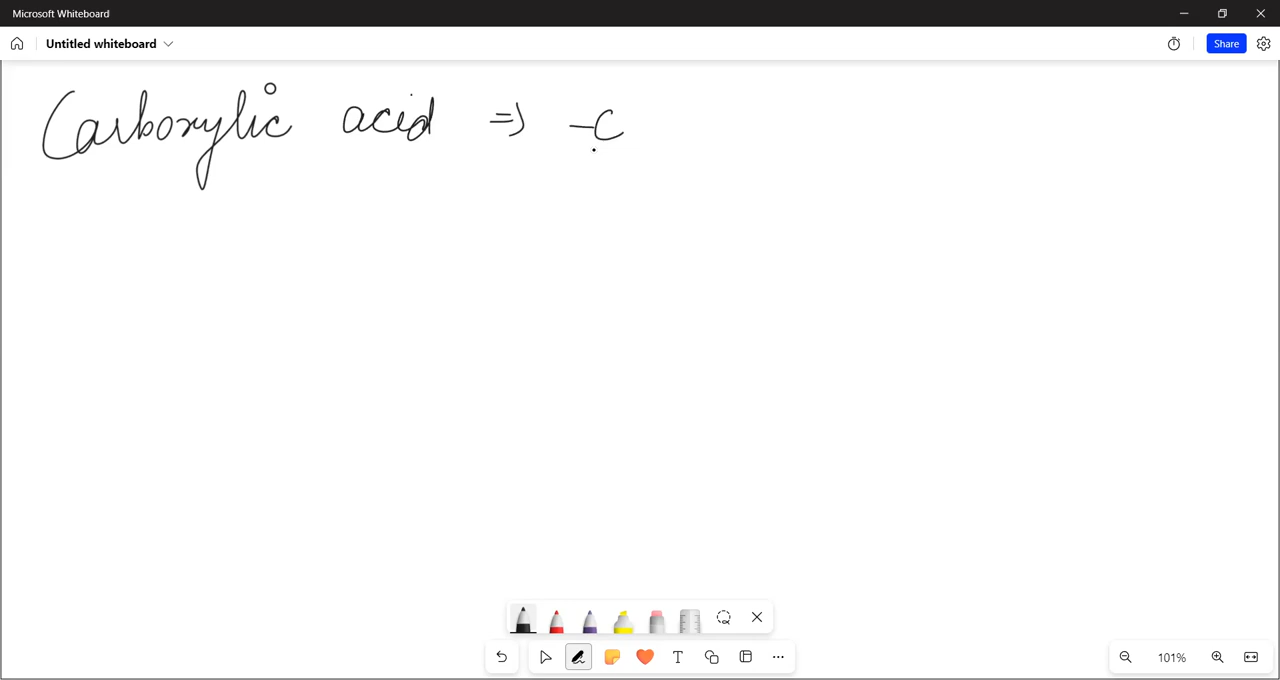 Microsoft Whiteboard
Untitled whiteboard
Share
Carboxylic acid ⇒ -C
T
101%